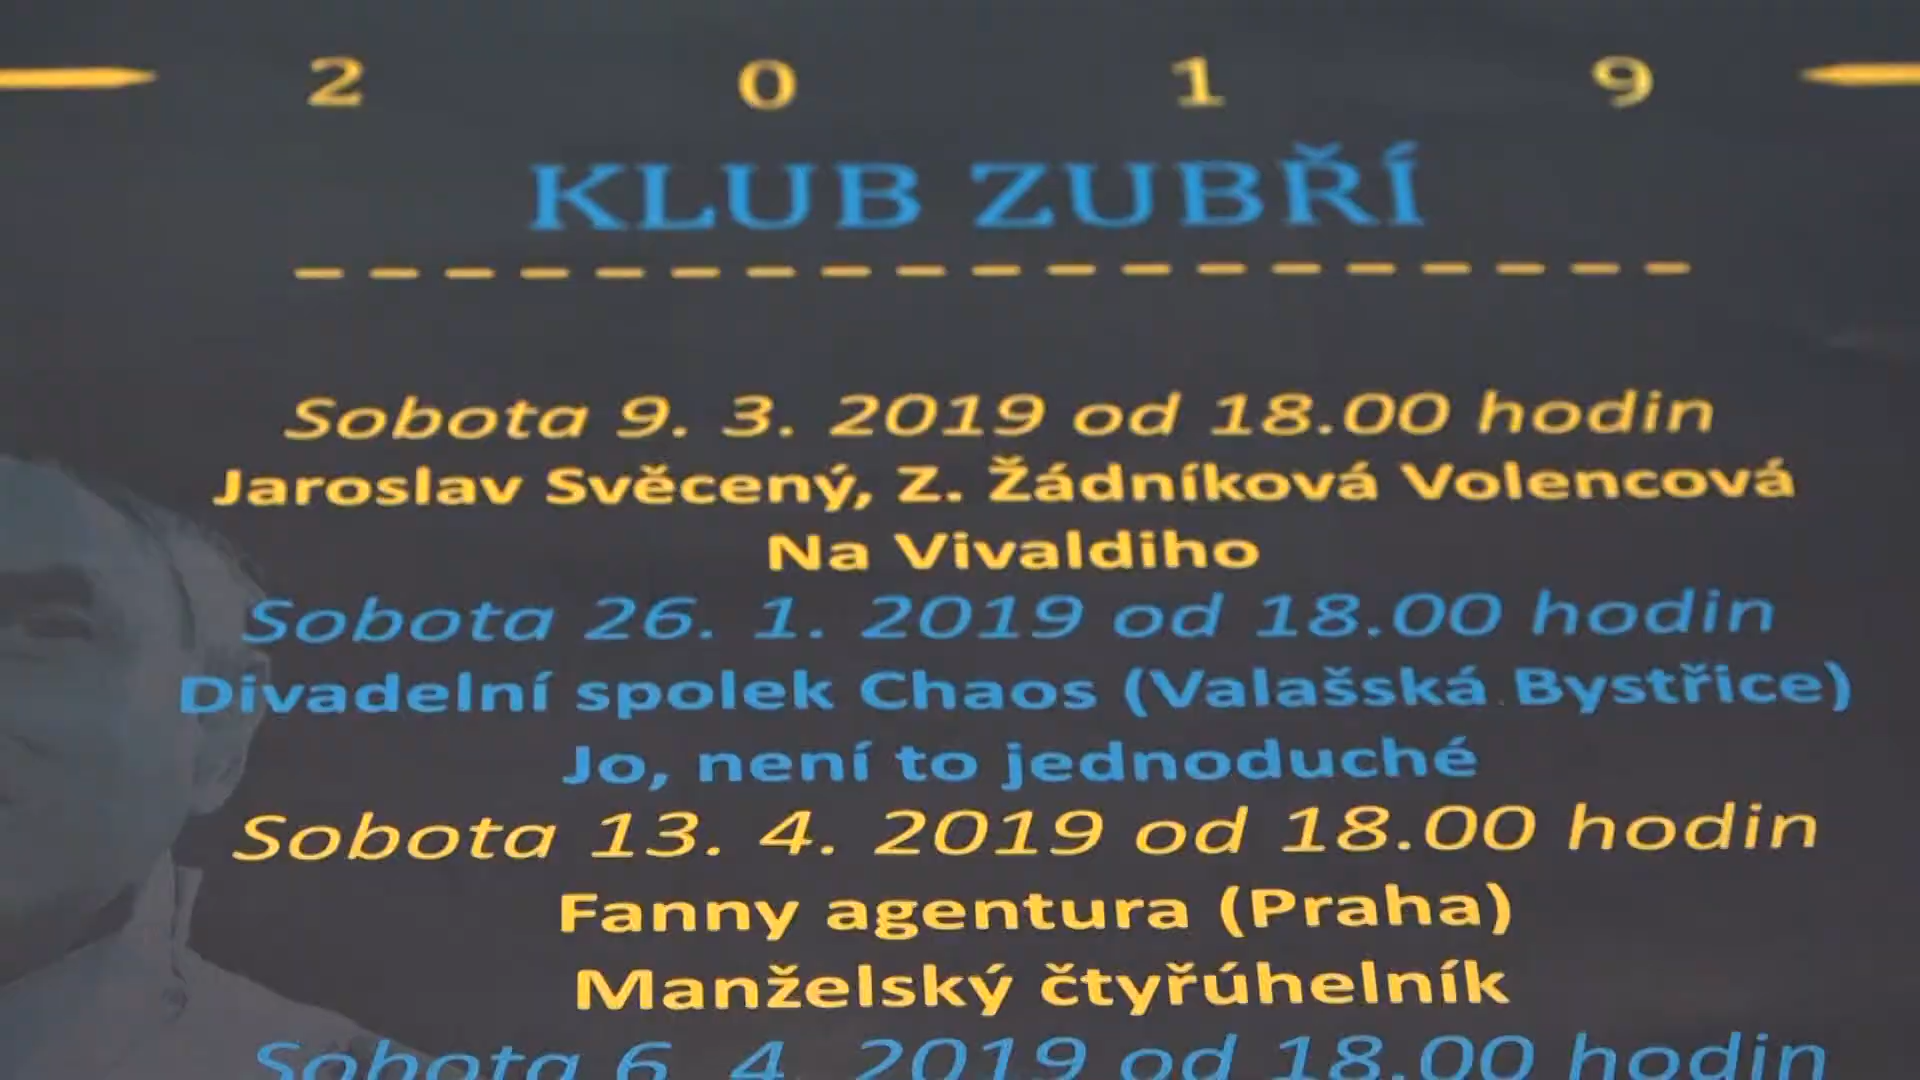 2 0 1 9
KLUB ZUBŘÍ
Sobota 9. 3. 2019 od 18.00 hodin
Jaroslav Svěcený, Z. Žádníková Volencová
Na Vivaldiho
Sobota 26. 1. 2019 od 18.00 hodin
Divadelní spolek Chaos (Valašská Bystřice)
Jo, není to jednoduché
Sobota 13. 4. 2019 od 18.00 hodin
Fanny agentura (Praha)
Manželský čtyřúhelník
Sobota 6. 4. 2019 od 18.00 hodin